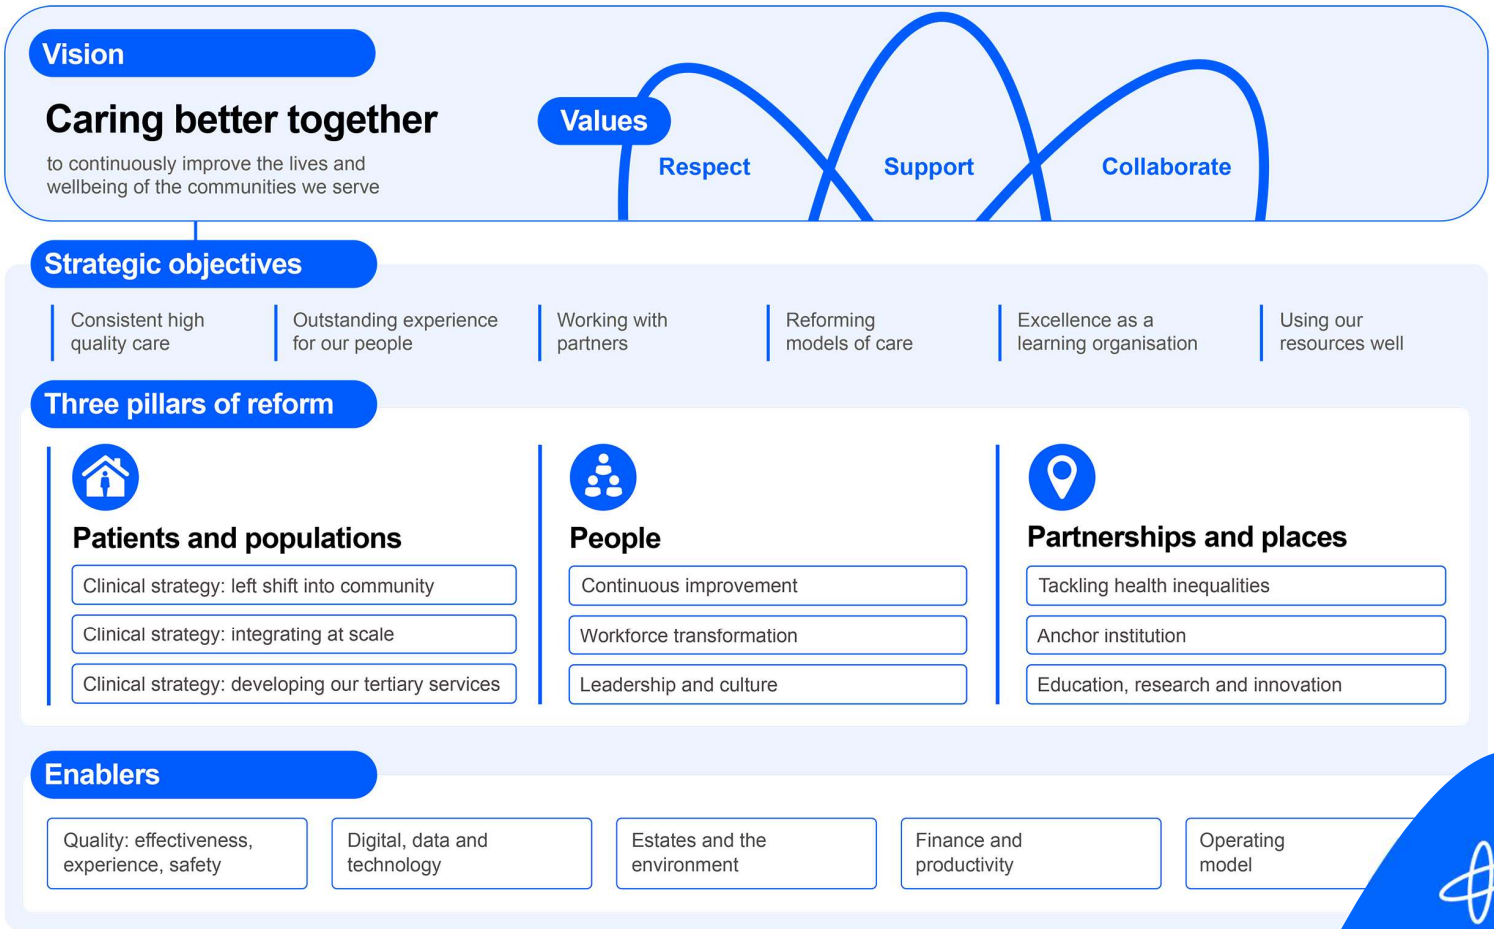 Vision
Caring better together
to continuously improve the lives and
wellbeing of the communities we serve
Values
Respect
Support
Collaborate
Strategic objectives
Consistent high
quality care
Outstanding experience
for our people
Working with
partners
Reforming
models of care
Excellence as a
learning organisation
Using our
resources well
Three pillars of reform
Patients and populations
Clinical strategy: left shift into community
Clinical strategy: integrating at scale
Clinical strategy: developing our tertiary services
People
Continuous improvement
Workforce transformation
Leadership and culture
Partnerships and places
Tackling health inequalities
Anchor institution
Education, research and innovation
Enablers
Quality: effectiveness,
experience, safety
Digital, data and
technology
Estates and the
environment
Finance and
productivity
Operating
model